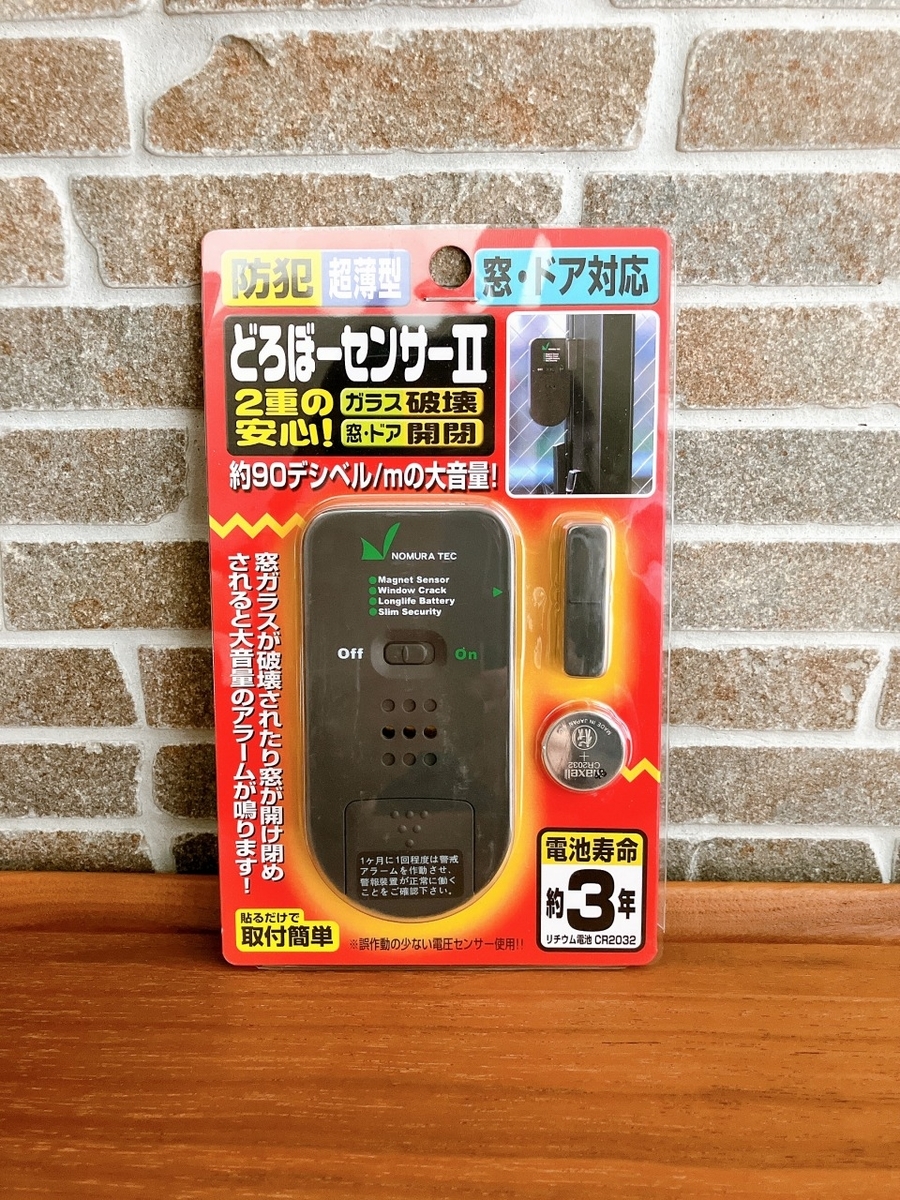 防犯
超薄型
窓・ドア対応
どろぼーセンサーII
2重の安心!
ガラス破壊
窓・ドア開閉
約90デシベル/mの大音量!
NOMURA TEC
Magnet Sensor
Window Crack
Longlife Battery
Slim Security
Off
On
窓ガラスが破壊されたり窓が開け閉め
されると大音量のアラームが鳴ります!
MADE IN JAPAN
+
maxell
CR2032
1ヶ月に1回程度は警戒
アラームを作動させ、
警報装置が正常に働く
ことをご確認下さい。
電池寿命
約3年
リチウム電池 CR2032
貼るだけで
取付簡単
※誤作動の少ない電圧センサー使用!!